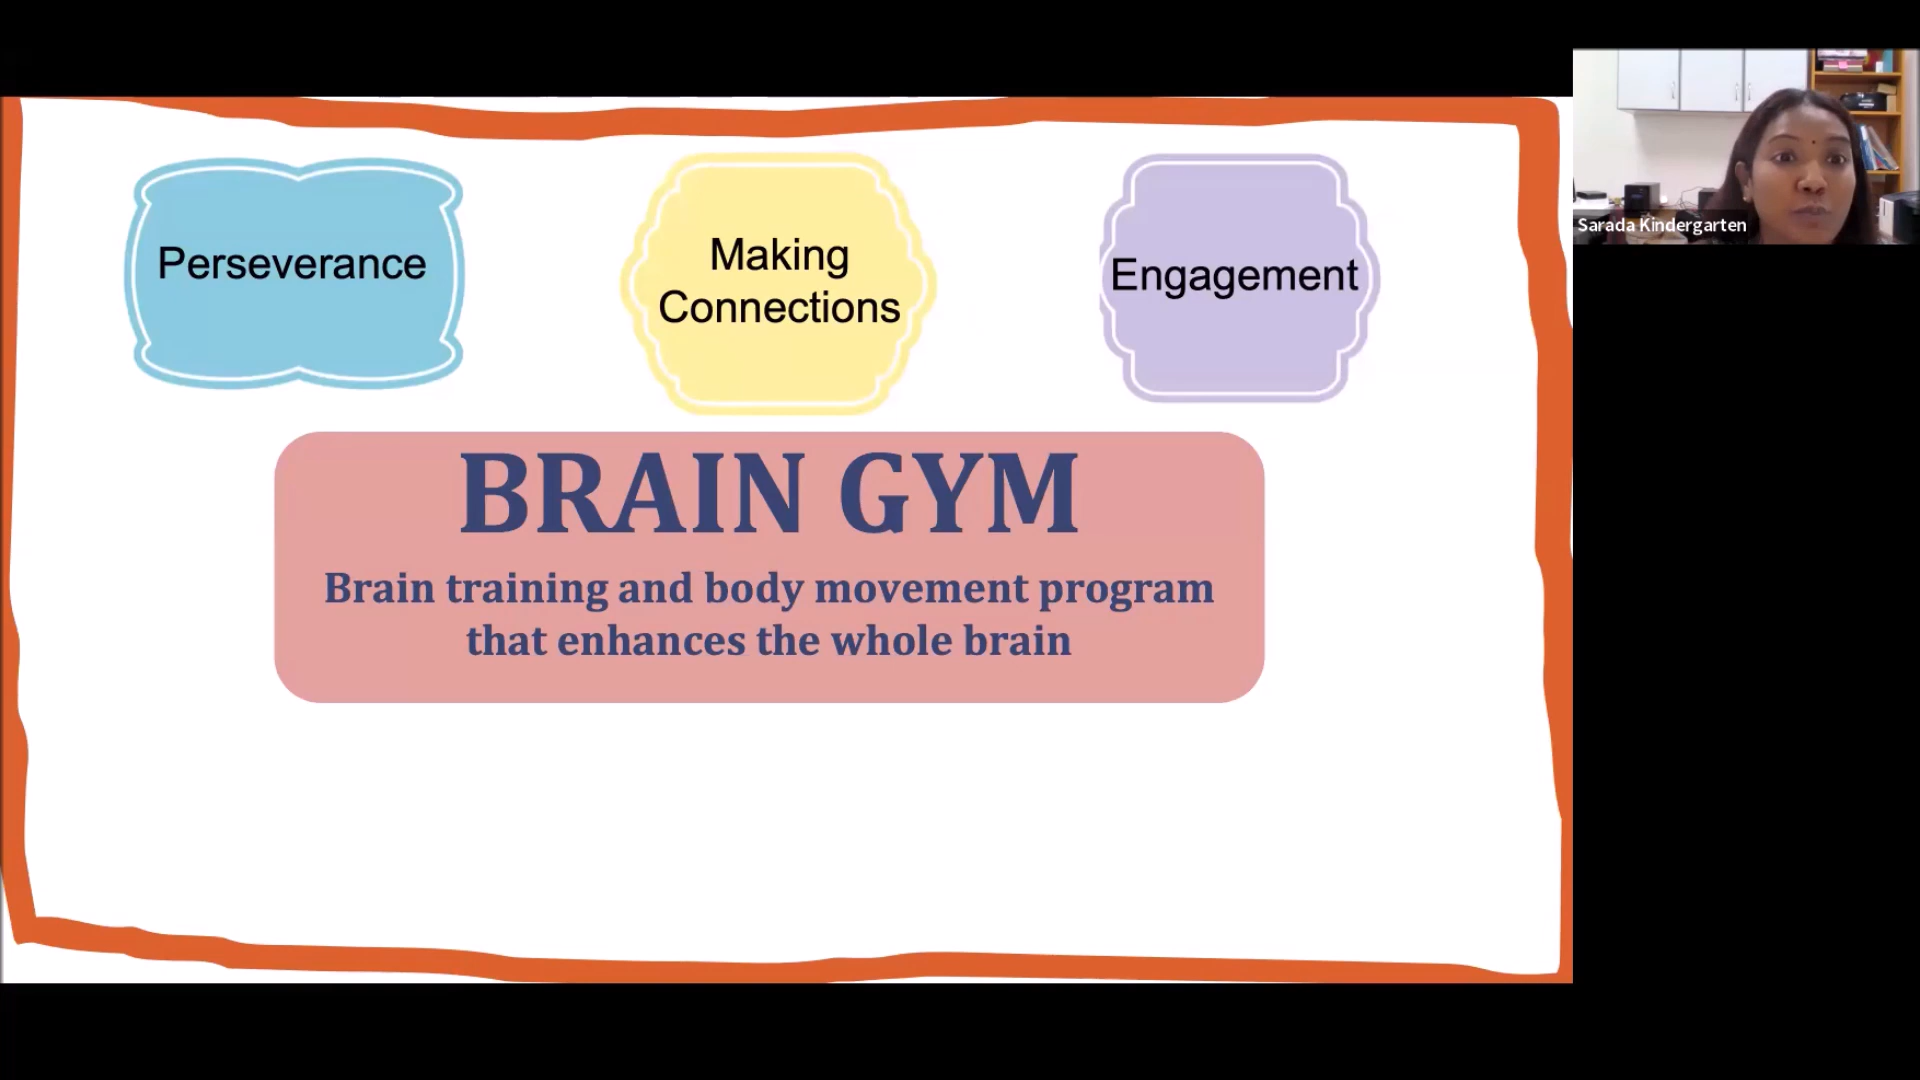 Perseverance
Making
Connections
Engagement
Sarada Kindergarten
BRAIN GYM
Brain training and body movement program
that enhances the whole brain